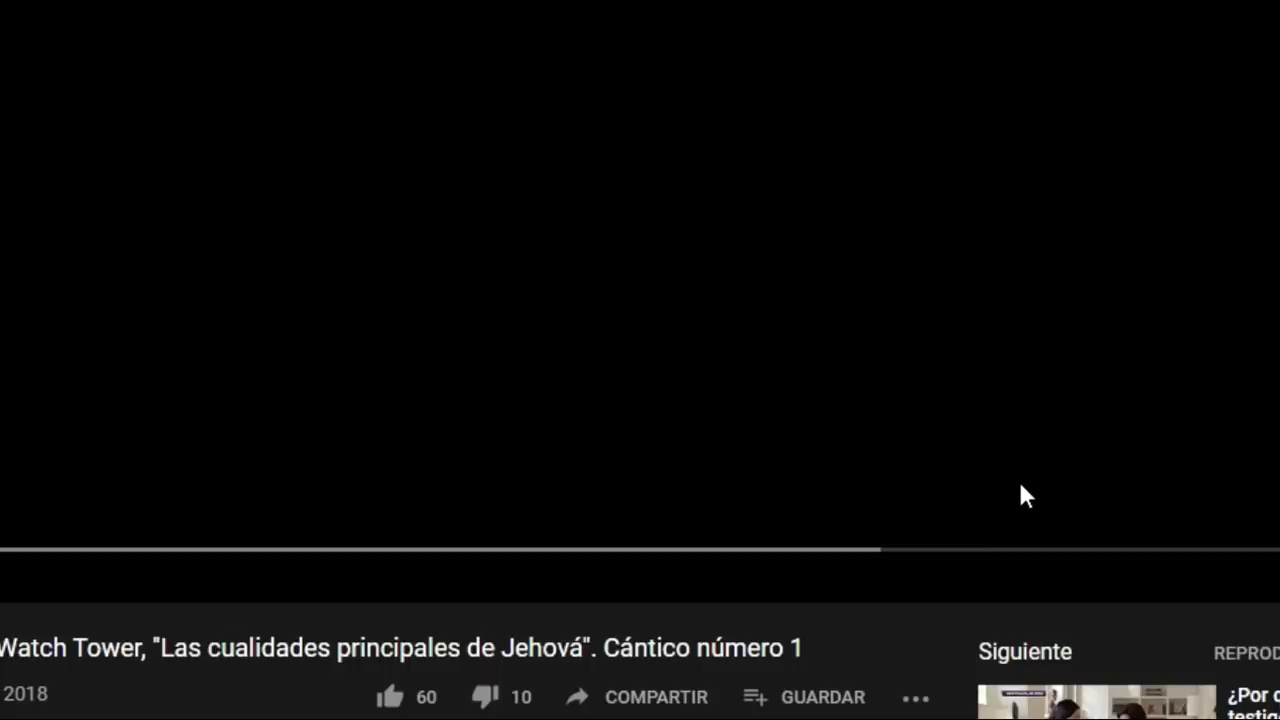 Watch Tower, "Las cualidades principales de Jehová". Cántico número 1
2018
60
10
COMPARTIR
GUARDAR
Siguiente
REPROD
¿Por